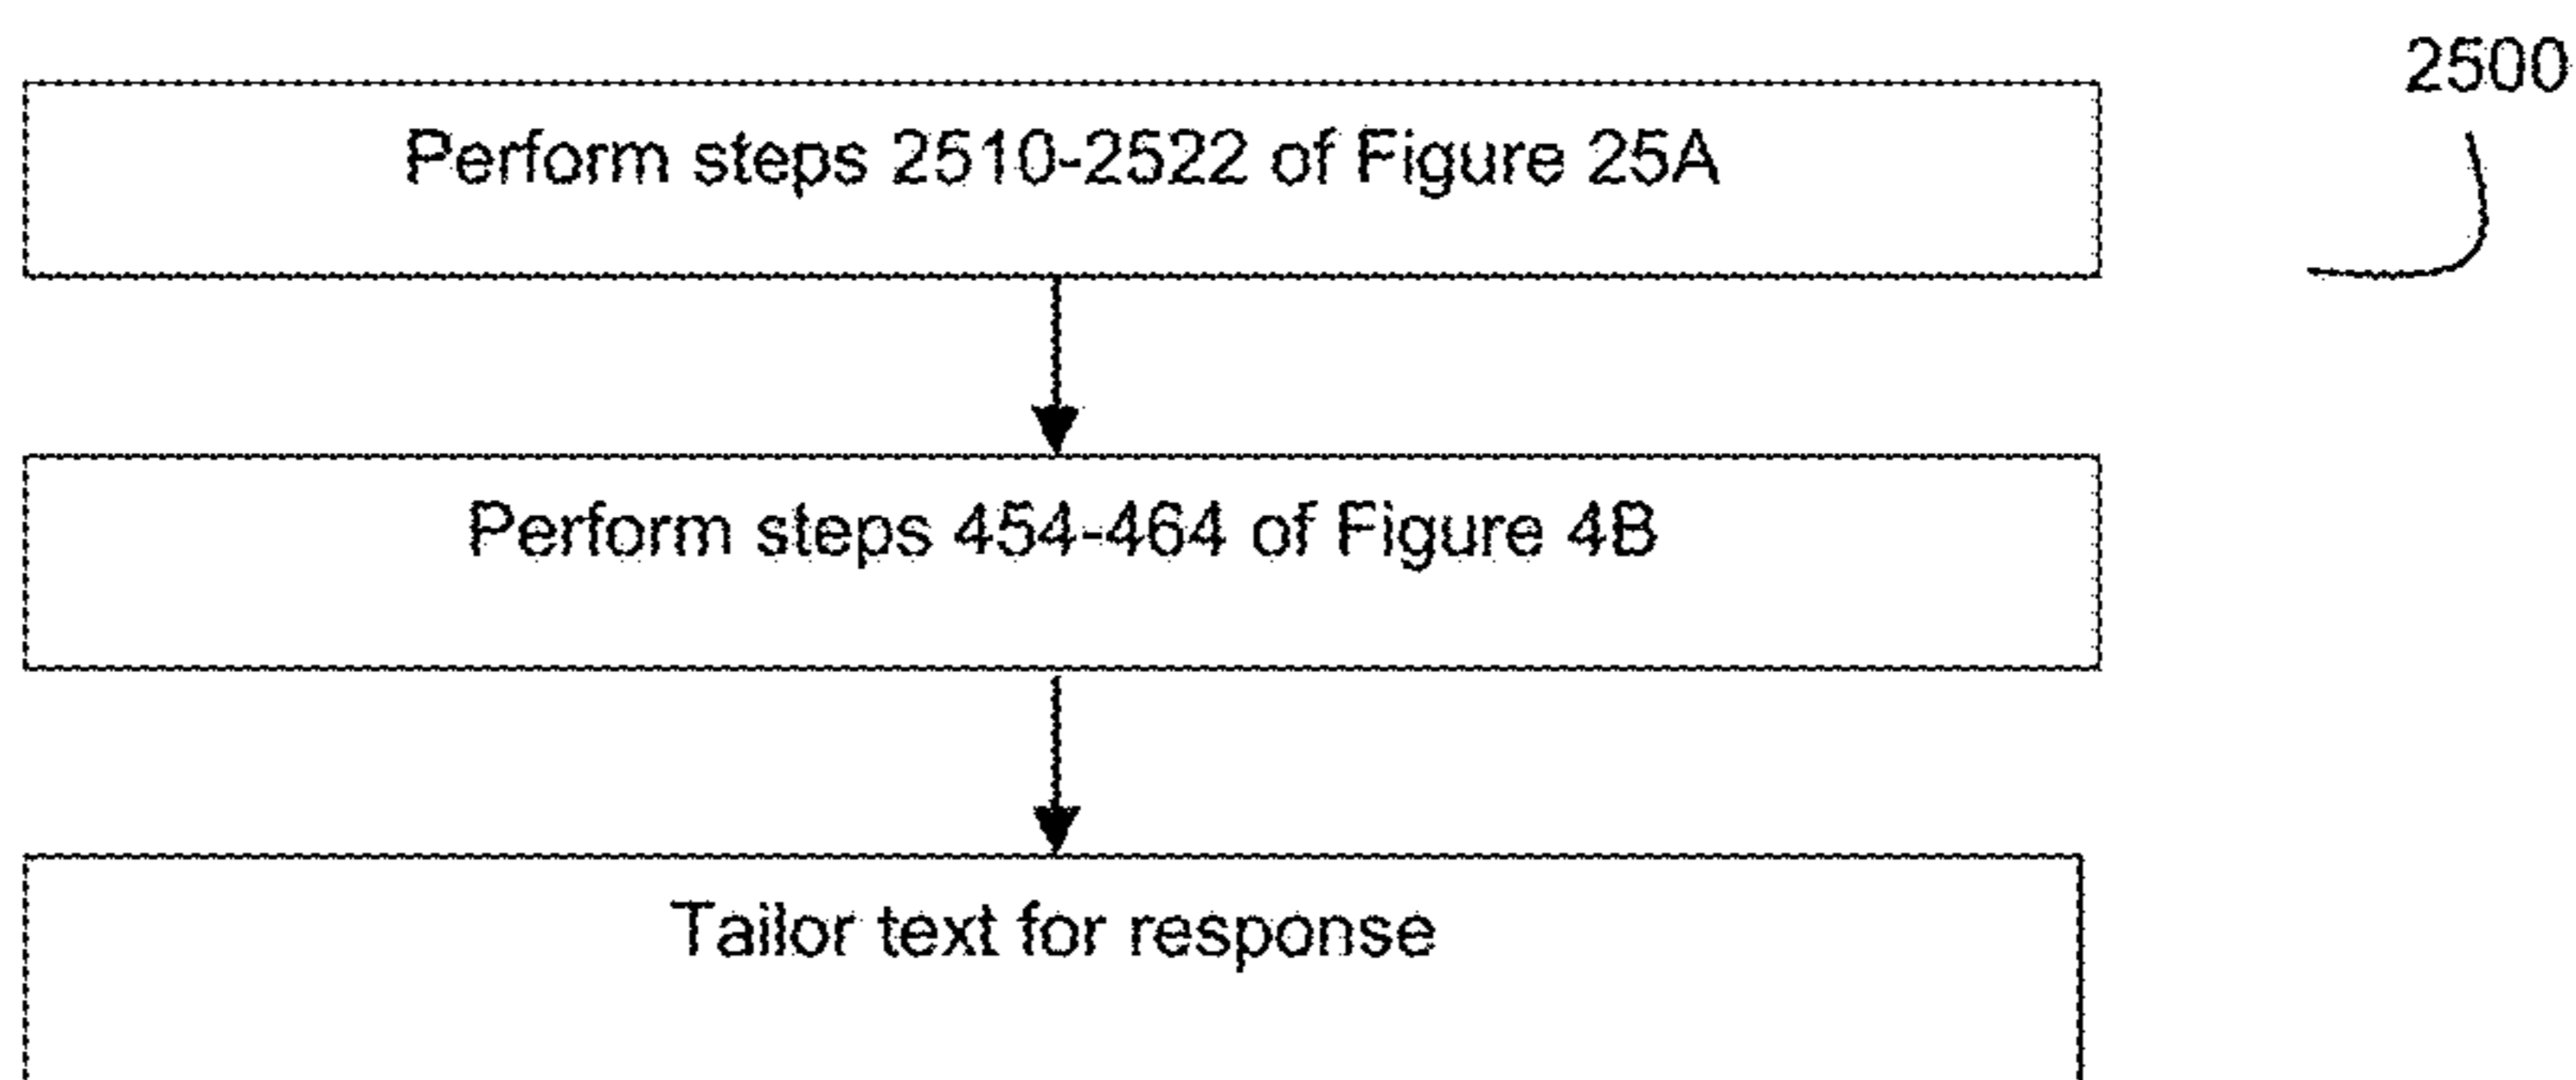 2500
Perform steps 2510-2522 of Figure 25A
Perform steps 454-464 of Figure 4B
Tailor text for response